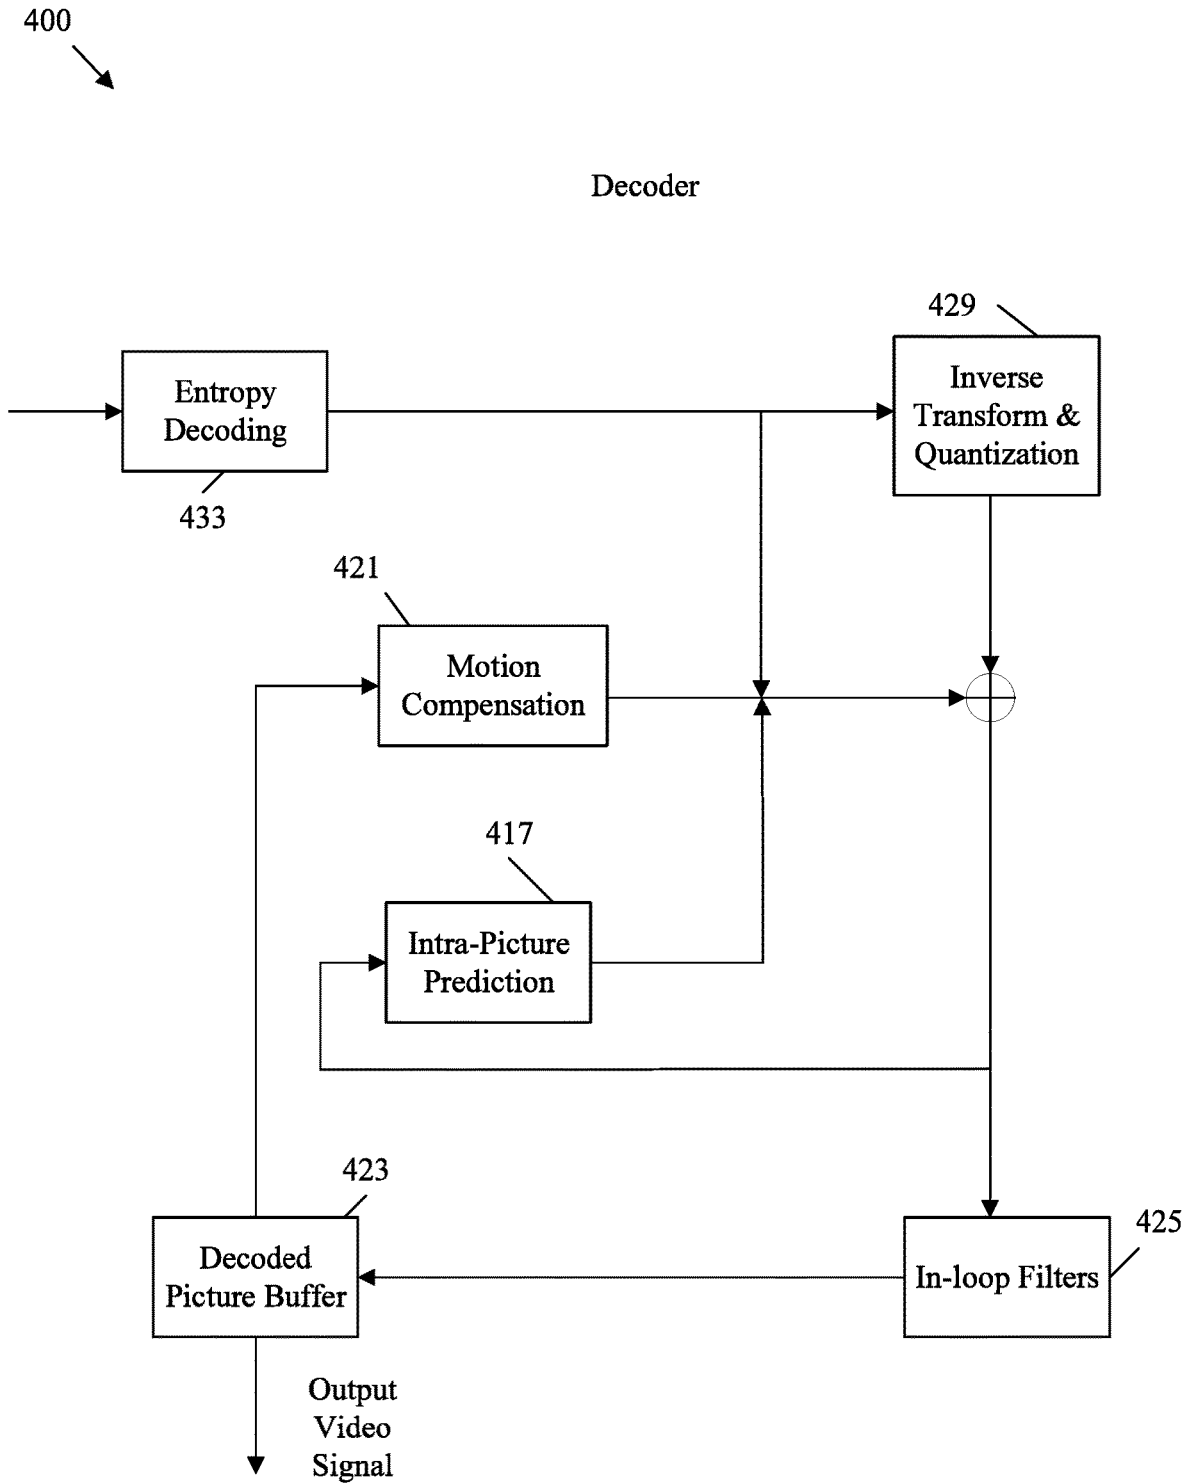 400
Decoder
429
Entropy
Decoding
433
Inverse
Transform &
Quantization
421
Motion
Compensation
417
Intra-Picture
Prediction
423
Decoded
Picture Buffer
425
In-loop Filters
Output
Video
Signal